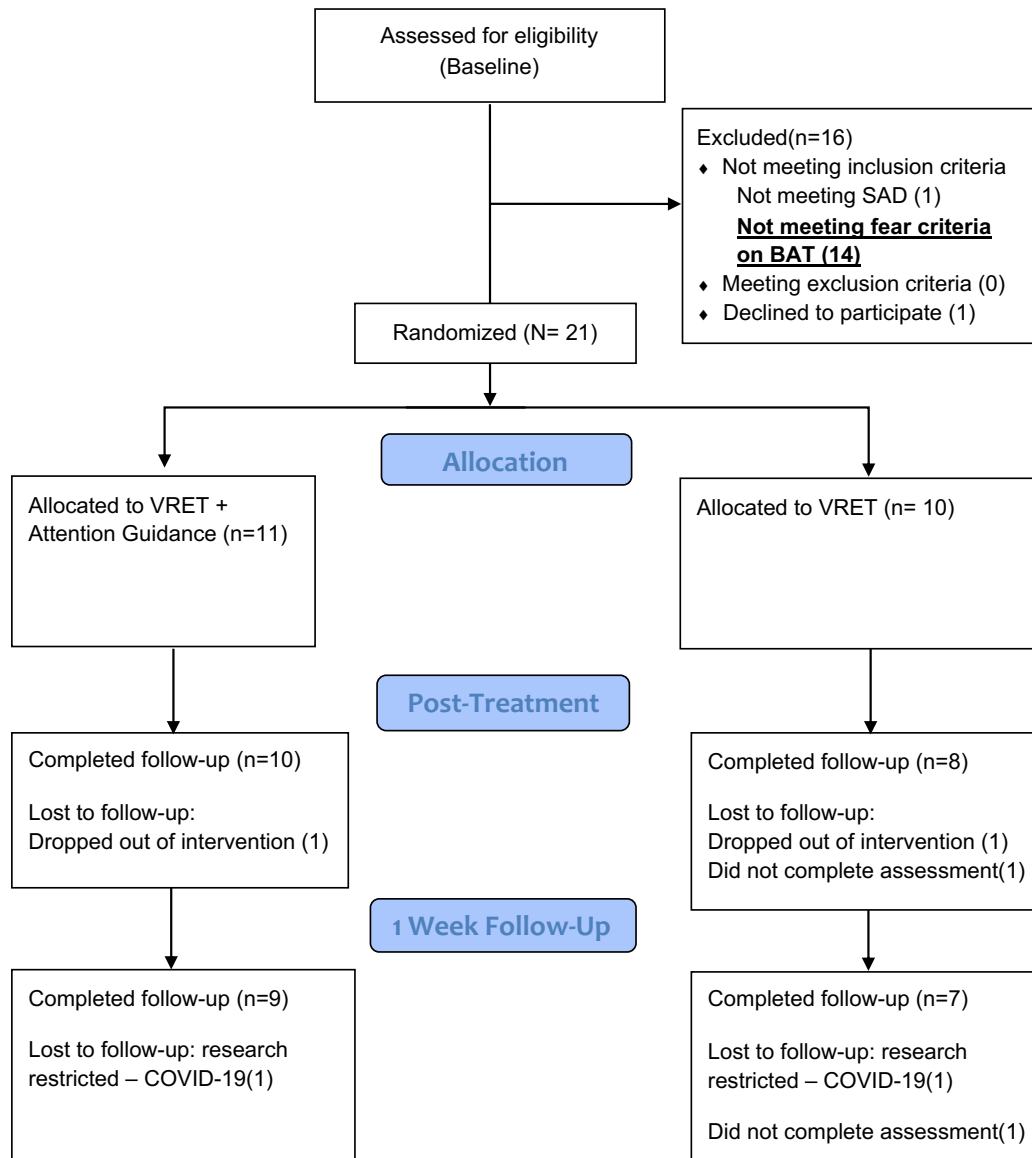 Assessed for eligibility
(Baseline)
Excluded(n=16)
♦ Not meeting inclusion criteria
Not meeting SAD (1)
Not meeting fear criteria
on BAT (14)
♦ Meeting exclusion criteria (0)
♦ Declined to participate (1)
Randomized (N= 21)
Allocation
Allocated to VRET +
Attention Guidance (n=11)
Allocated to VRET (n= 10)
Post-Treatment
Completed follow-up (n=10)
Lost to follow-up:
Dropped out of intervention (1)
Completed follow-up (n=8)
Lost to follow-up:
Dropped out of intervention (1)
Did not complete assessment(1)
1 Week Follow-Up
Completed follow-up (n=9)
Lost to follow-up: research
restricted – COVID-19(1)
Completed follow-up (n=7)
Lost to follow-up: research
restricted – COVID-19(1)
Did not complete assessment(1)